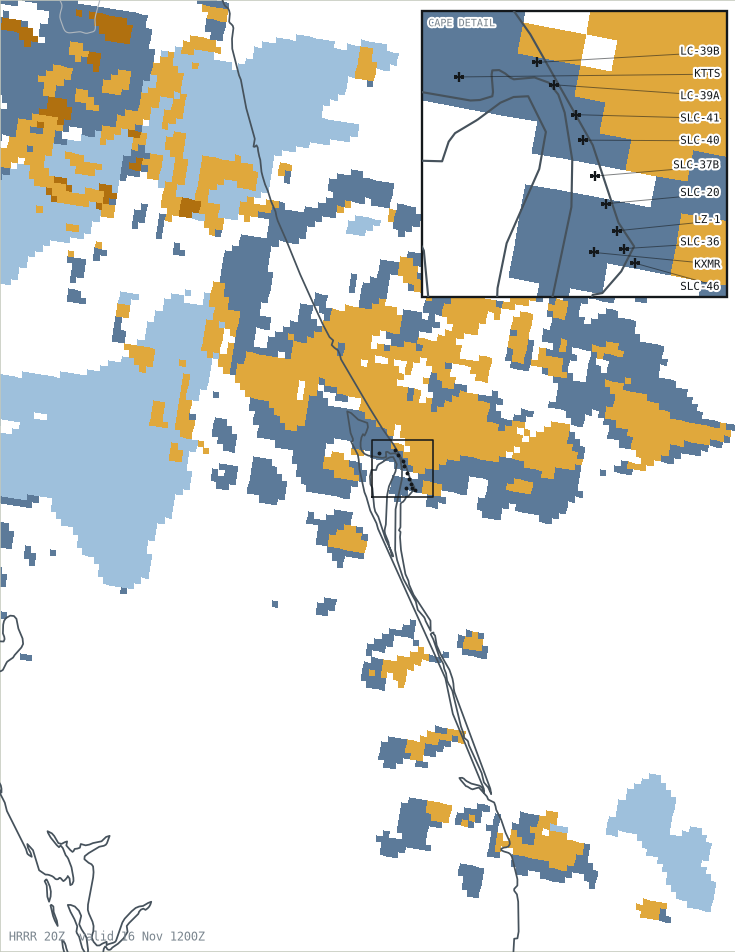 CAPE DETAIL
LC-39B
KTTS
LC-39A
SLC-41
SLC-40
SLC-37B
SLC-20
LZ-1
SLC-36
KXMR
SLC-46
HRRR 20Z valid 16 Nov 1200Z